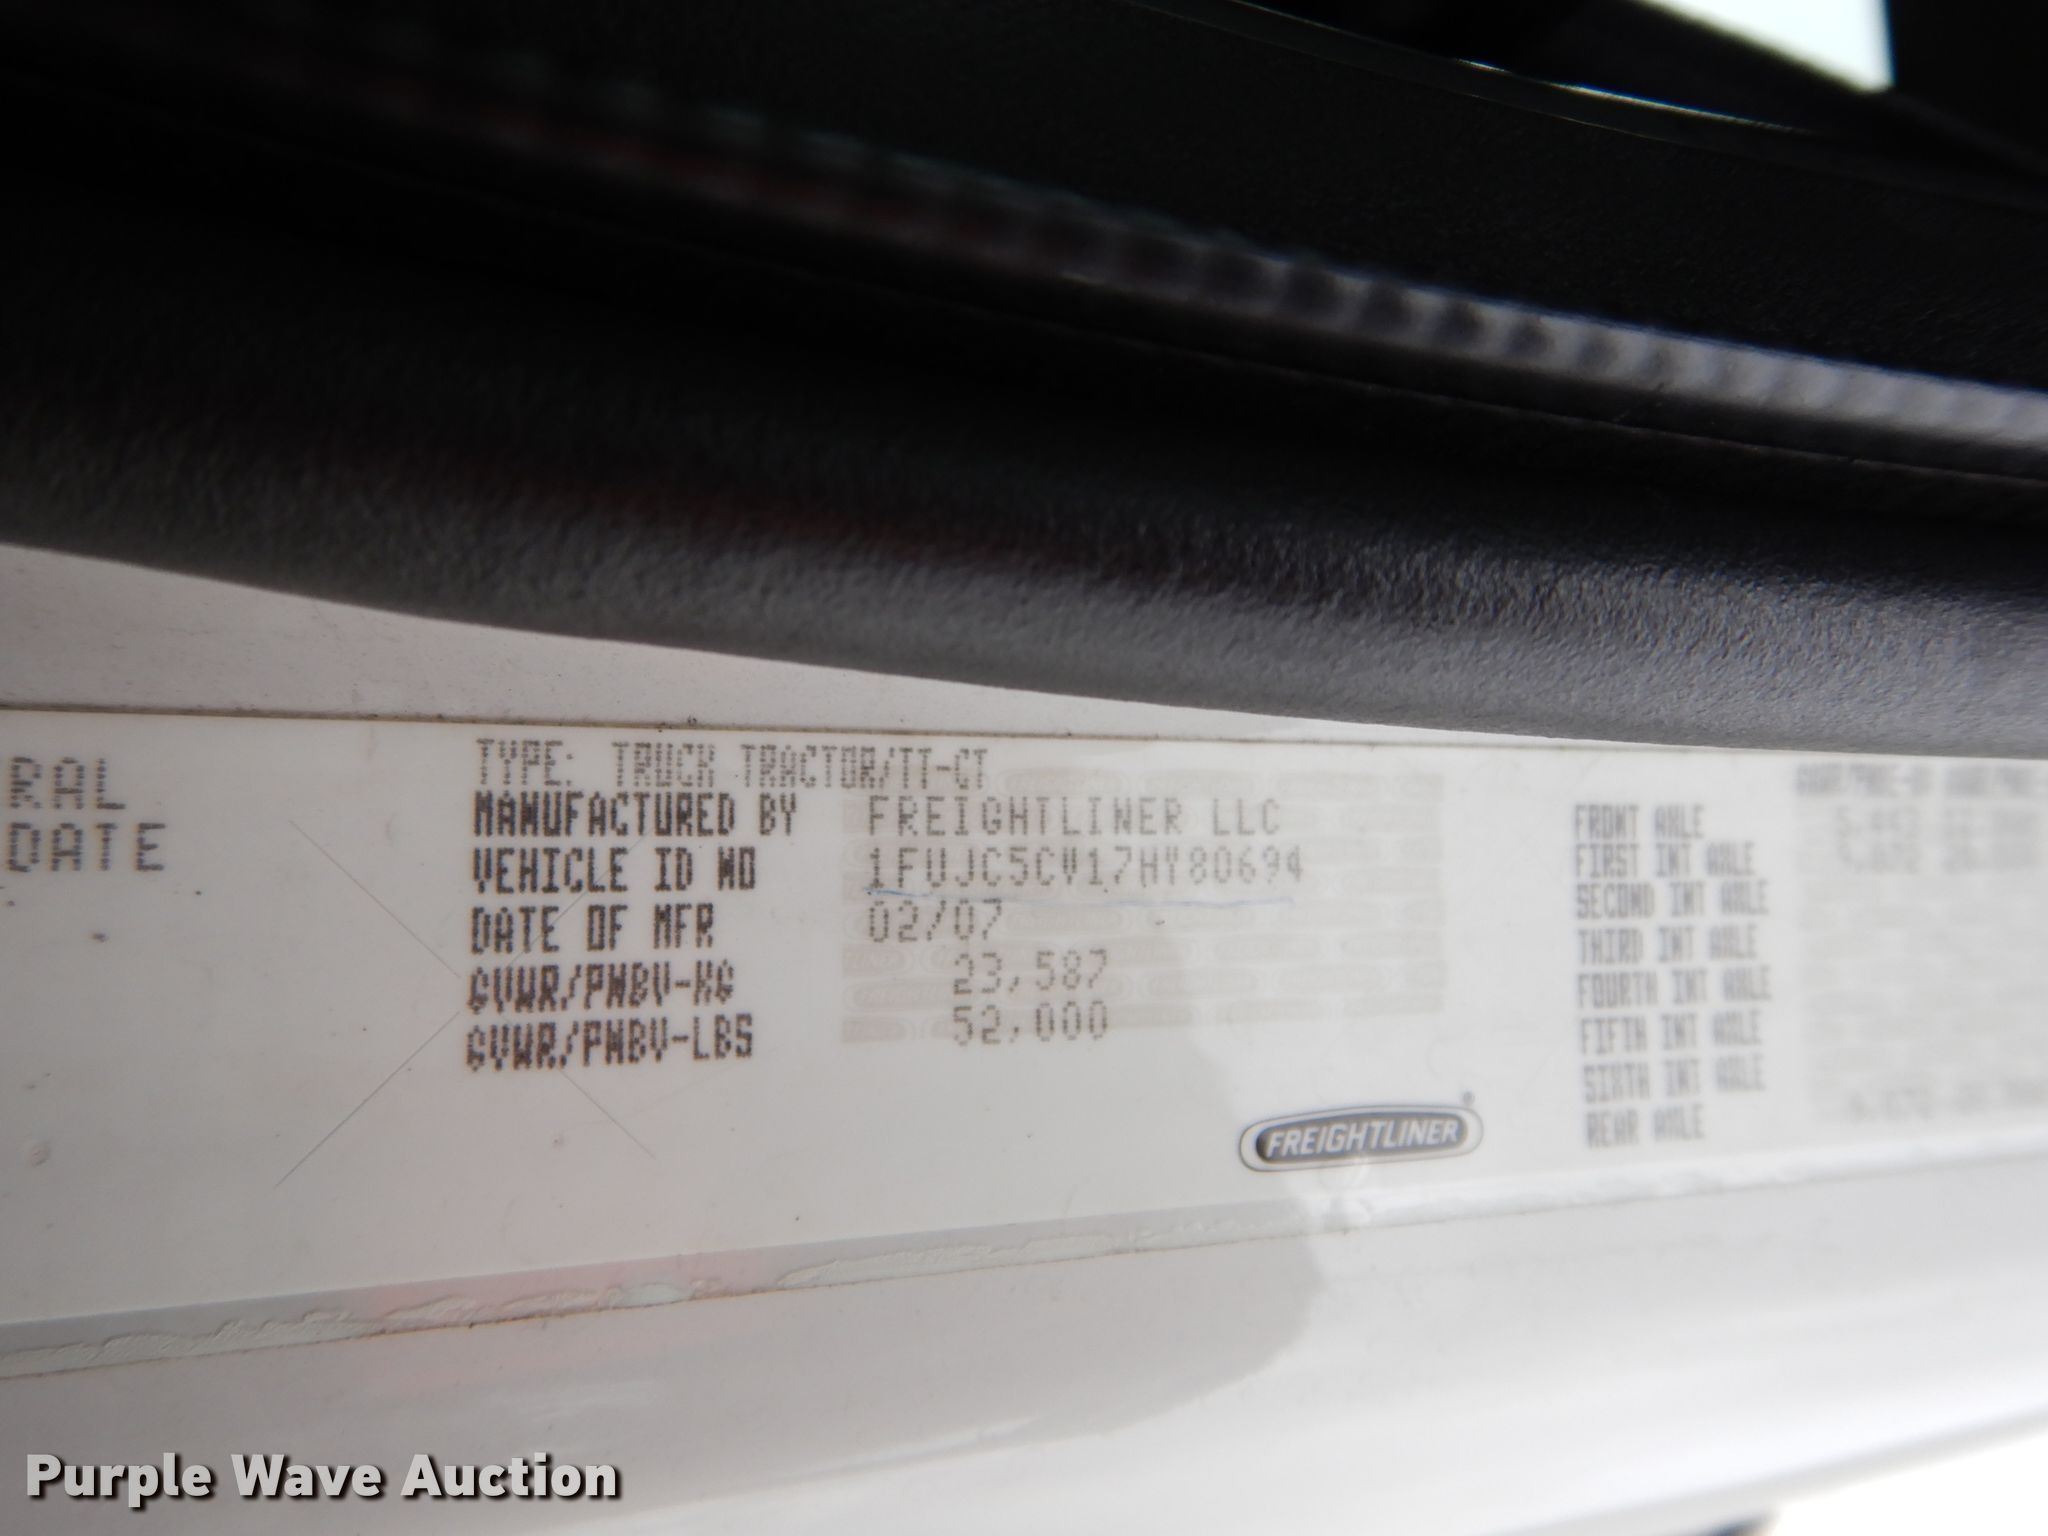 RAL
DATE
TYPE: TRUCK TRACTOR/TT-CT
MANUFACTURED BY FREIGHTLINER LLC
VEHICLE ID NO 1FUJC5CV17HY80694
DATE OF MFR 02/07
GVWR/PNBV-KG 23,587
GVWR/PNBV-LBS 52,000
FREIGHTLINER
FRONT AXLE
FIRST INT AXLE
SECOND INT AXLE
THIRD INT AXLE
FOURTH INT AXLE
FIFTH INT AXLE
SIXTH INT AXLE
REAR AXLE
Purple Wave Auction